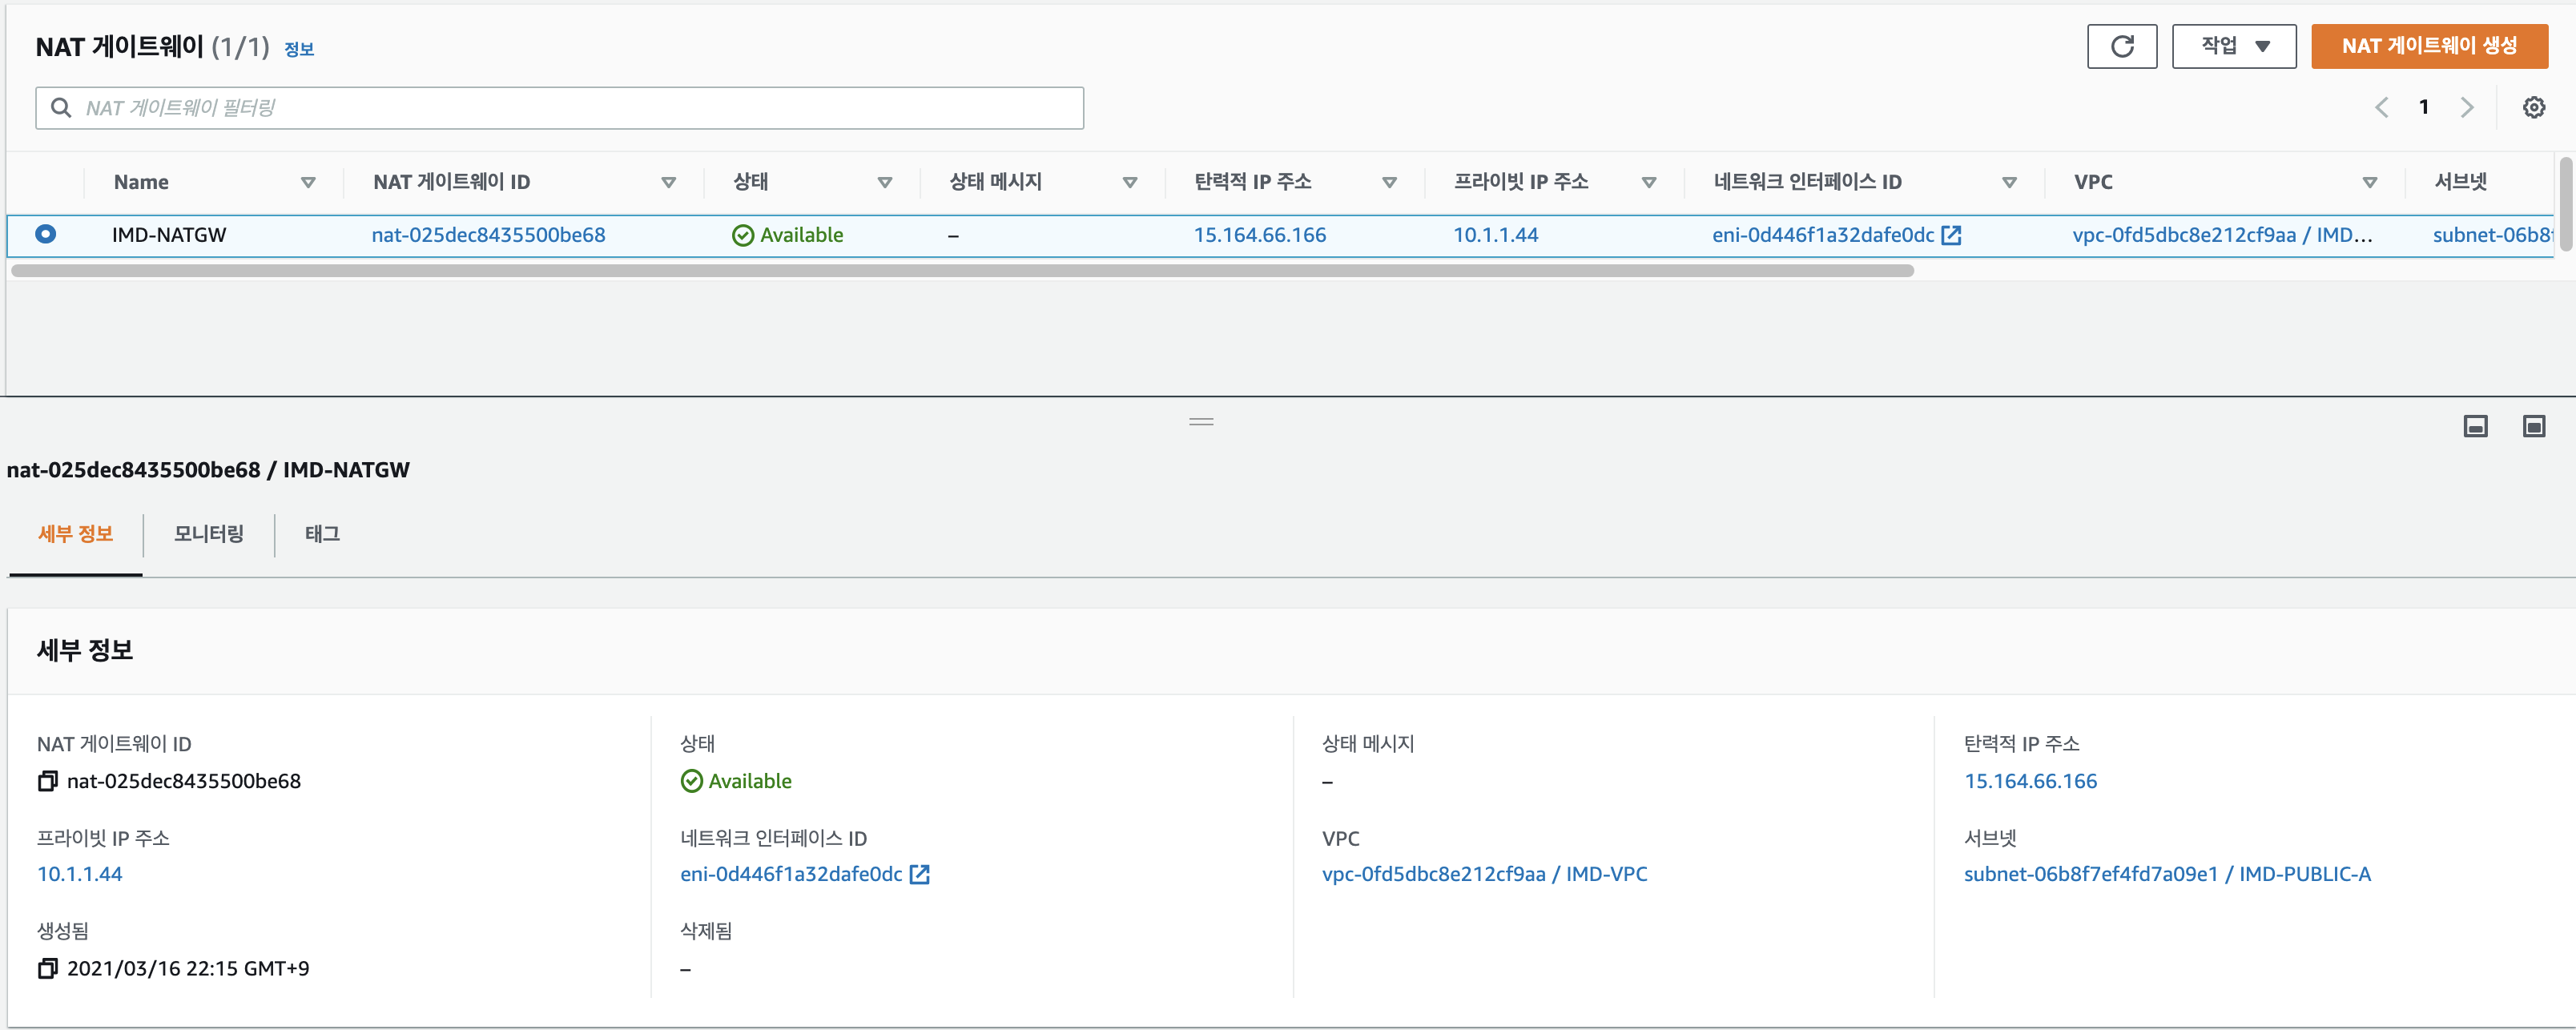 NAT 게이트웨이 (1/1) 정보
작업
NAT 게이트웨이 생성
NAT 게이트웨이 필터링
1
Name NAT 게이트웨이 ID 상태 상태 메시지 탄력적 IP 주소 프라이빗 IP 주소 네트워크 인터페이스 ID VPC 서브넷
IMD-NATGW nat-025dec8435500be68 Available – 15.164.66.166 10.1.1.44 eni-0d446f1a32dafe0dc vpc-0fd5dbc8e212cf9aa / IMD... subnet-06b8f
nat-025dec8435500be68 / IMD-NATGW
세부 정보 모니터링 태그
세부 정보
NAT 게이트웨이 ID 상태 상태 메시지 탄력적 IP 주소
nat-025dec8435500be68 Available – 15.164.66.166
프라이빗 IP 주소 네트워크 인터페이스 ID VPC 서브넷
10.1.1.44 eni-0d446f1a32dafe0dc vpc-0fd5dbc8e212cf9aa / IMD-VPC subnet-06b8f7ef4fd7a09e1 / IMD-PUBLIC-A
생성됨 삭제됨
2021/03/16 22:15 GMT+9 –